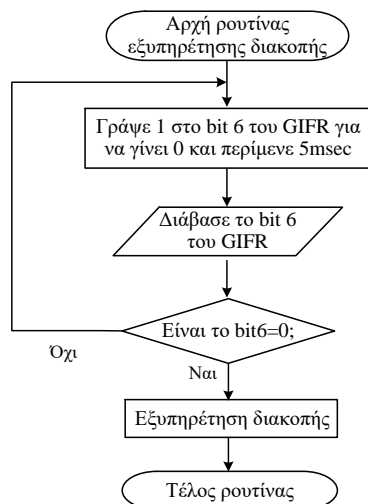 Αρχή ρουτίνας
εξυπηρέτησης διακοπής
Γράψε 1 στο bit 6 του GIFR για
να γίνει 0 και περίμενε 5msec
Διάβασε το bit 6
του GIFR
Είναι το bit6=0;
Όχι
Ναι
Εξυπηρέτηση διακοπής
Τέλος ρουτίνας